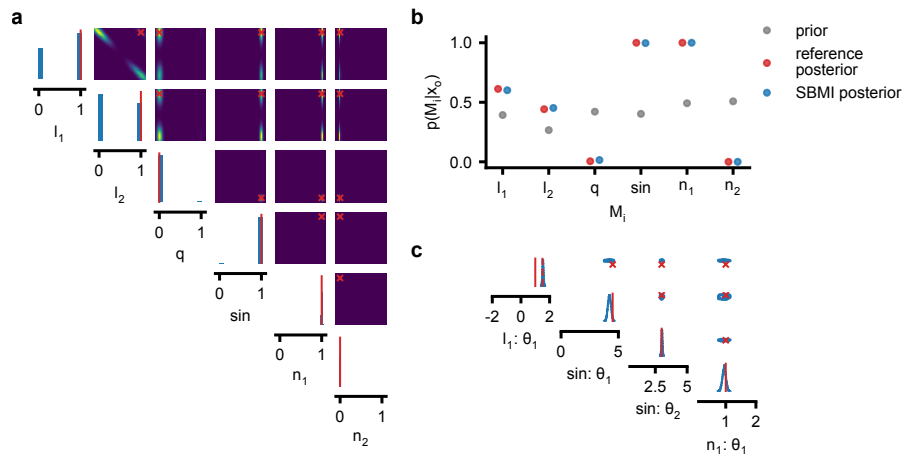 a
0 1
l₁
0 1
l₂
0 1
q
0 1
sin
0 1
n₁
0 1
n₂
b
1.0
0.5
0.0
p(Mᵢ|xₒ)
l₁ l₂ q sin n₁ n₂
Mᵢ
prior
reference
posterior
SBMI posterior
c
-2 0 2
l₁: θ₁
0 5
sin: θ₁
2.5 5
sin: θ₂
1 2
n₁: θ₁